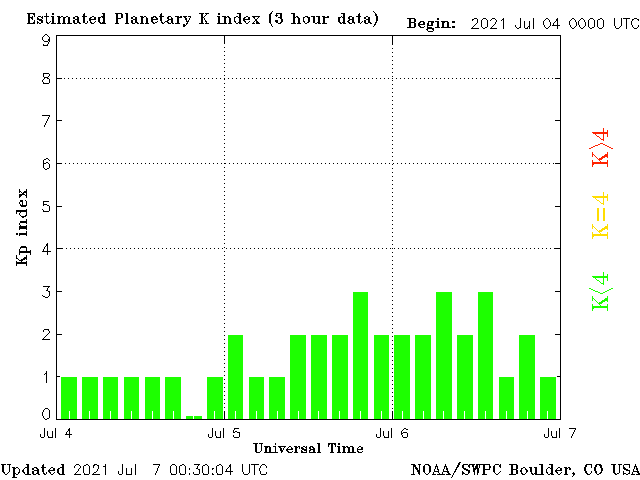 Estimated Planetary K index (3 hour data)
Begin: 2021 Jul 04 0000 UTC
9
8
7
6
5
4
3
2
1
0
Kp index
K>4
K=4
K<4
Jul 4
Jul 5
Jul 6
Jul 7
Universal Time
Updated 2021 Jul 7 00:30:04 UTC
NOAA/SWPC Boulder, CO USA